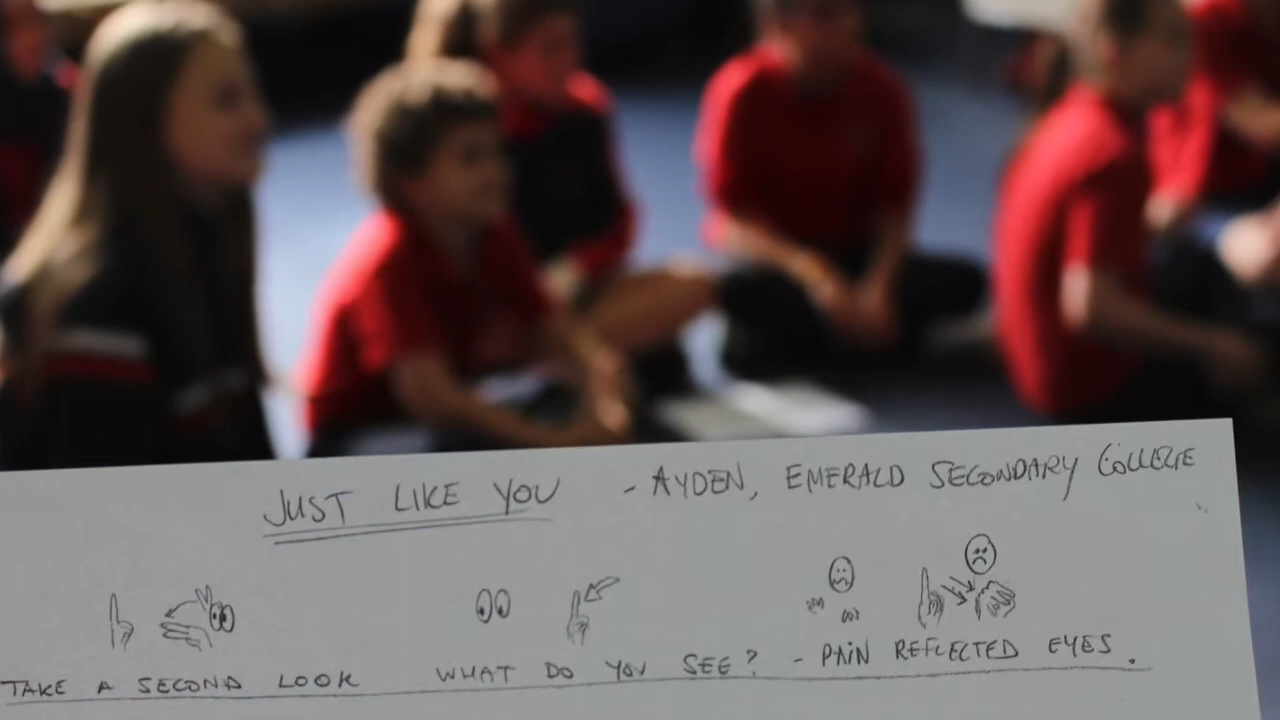 JUST LIKE YOU - AYDEN, EMERALD SECONDARY COLLEGE
TAKE A SECOND LOOK WHAT DO YOU SEE? - PAIN REFLECTED EYES.